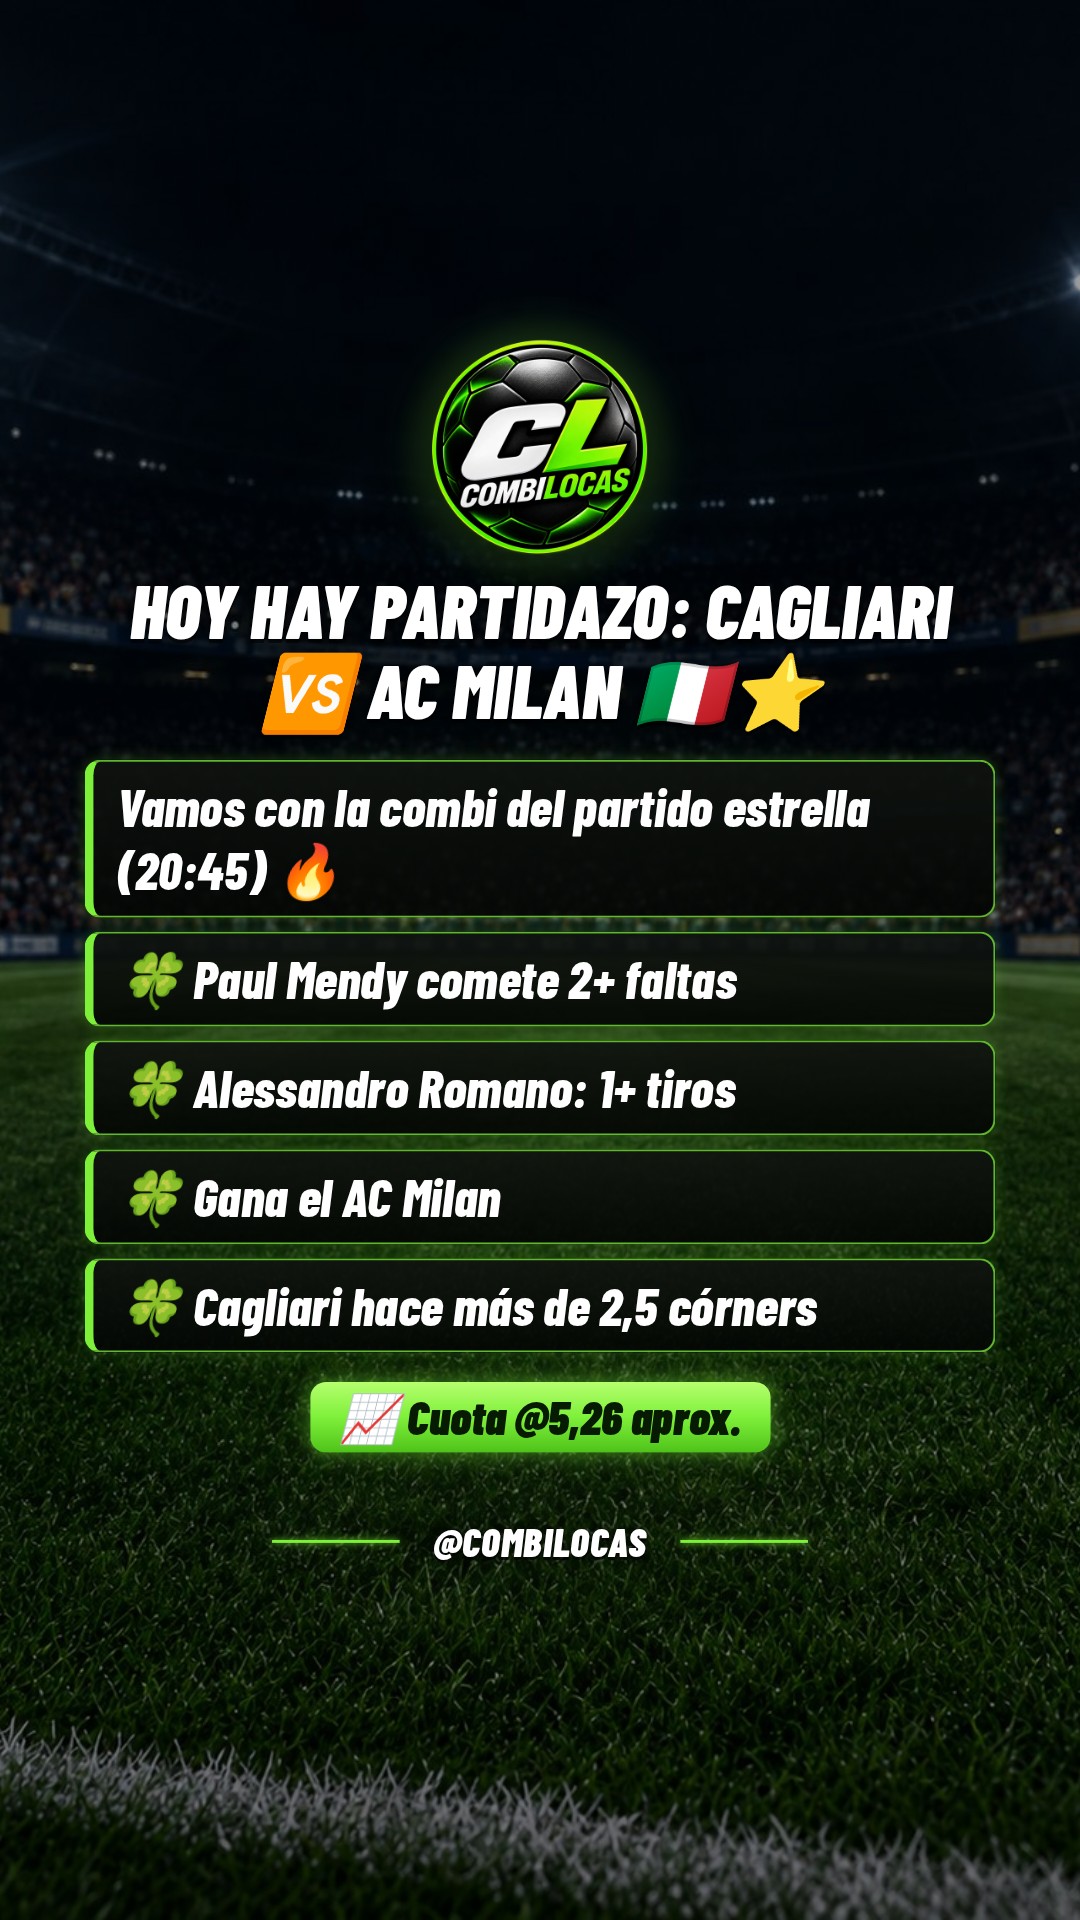 CL
COMBILOCAS
HOY HAY PARTIDAZO: CAGLIARI
🆚 AC MILAN 🇮🇹⭐
Vamos con la combi del partido estrella
(20:45) 🔥
🍀 Paul Mendy comete 2+ faltas
🍀 Alessandro Romano: 1+ tiros
🍀 Gana el AC Milan
🍀 Cagliari hace más de 2,5 córners
📈 Cuota @5,26 aprox.
@COMBILOCAS